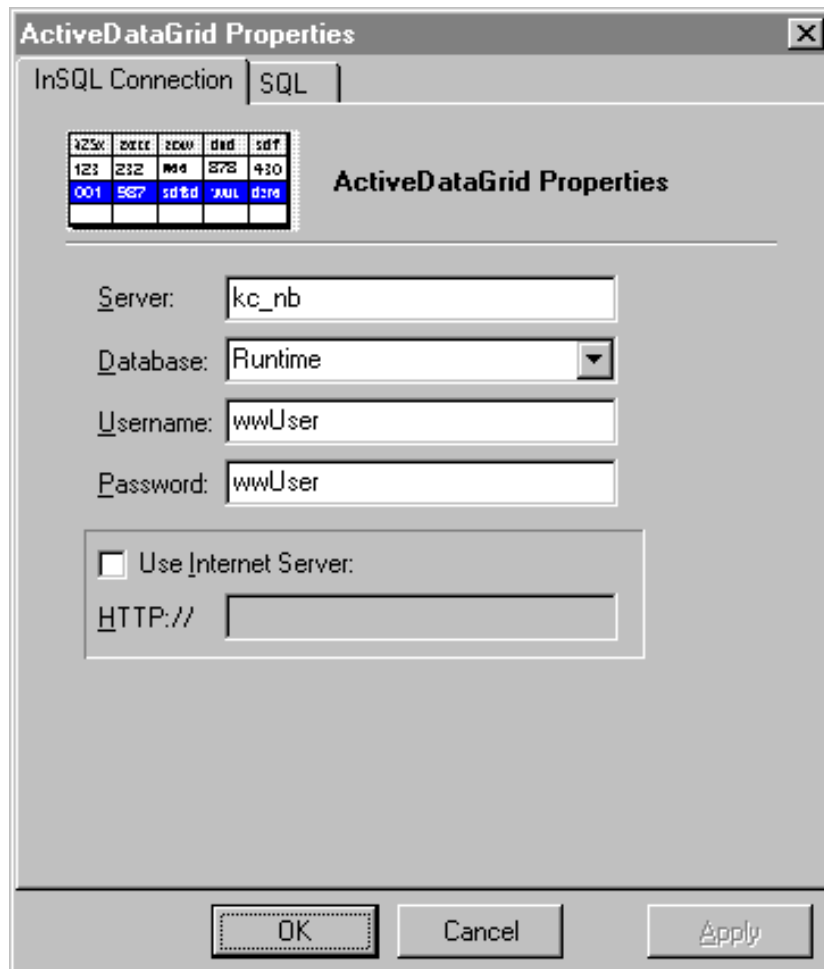 ActiveDataGrid Properties
InSQL Connection SQL
123 232 878 430
001 987
ActiveDataGrid Properties
Server: kc_nb
Database: Runtime
Username: wwUser
Password: wwUser
Use Internet Server:
HTTP://
OK Cancel Apply